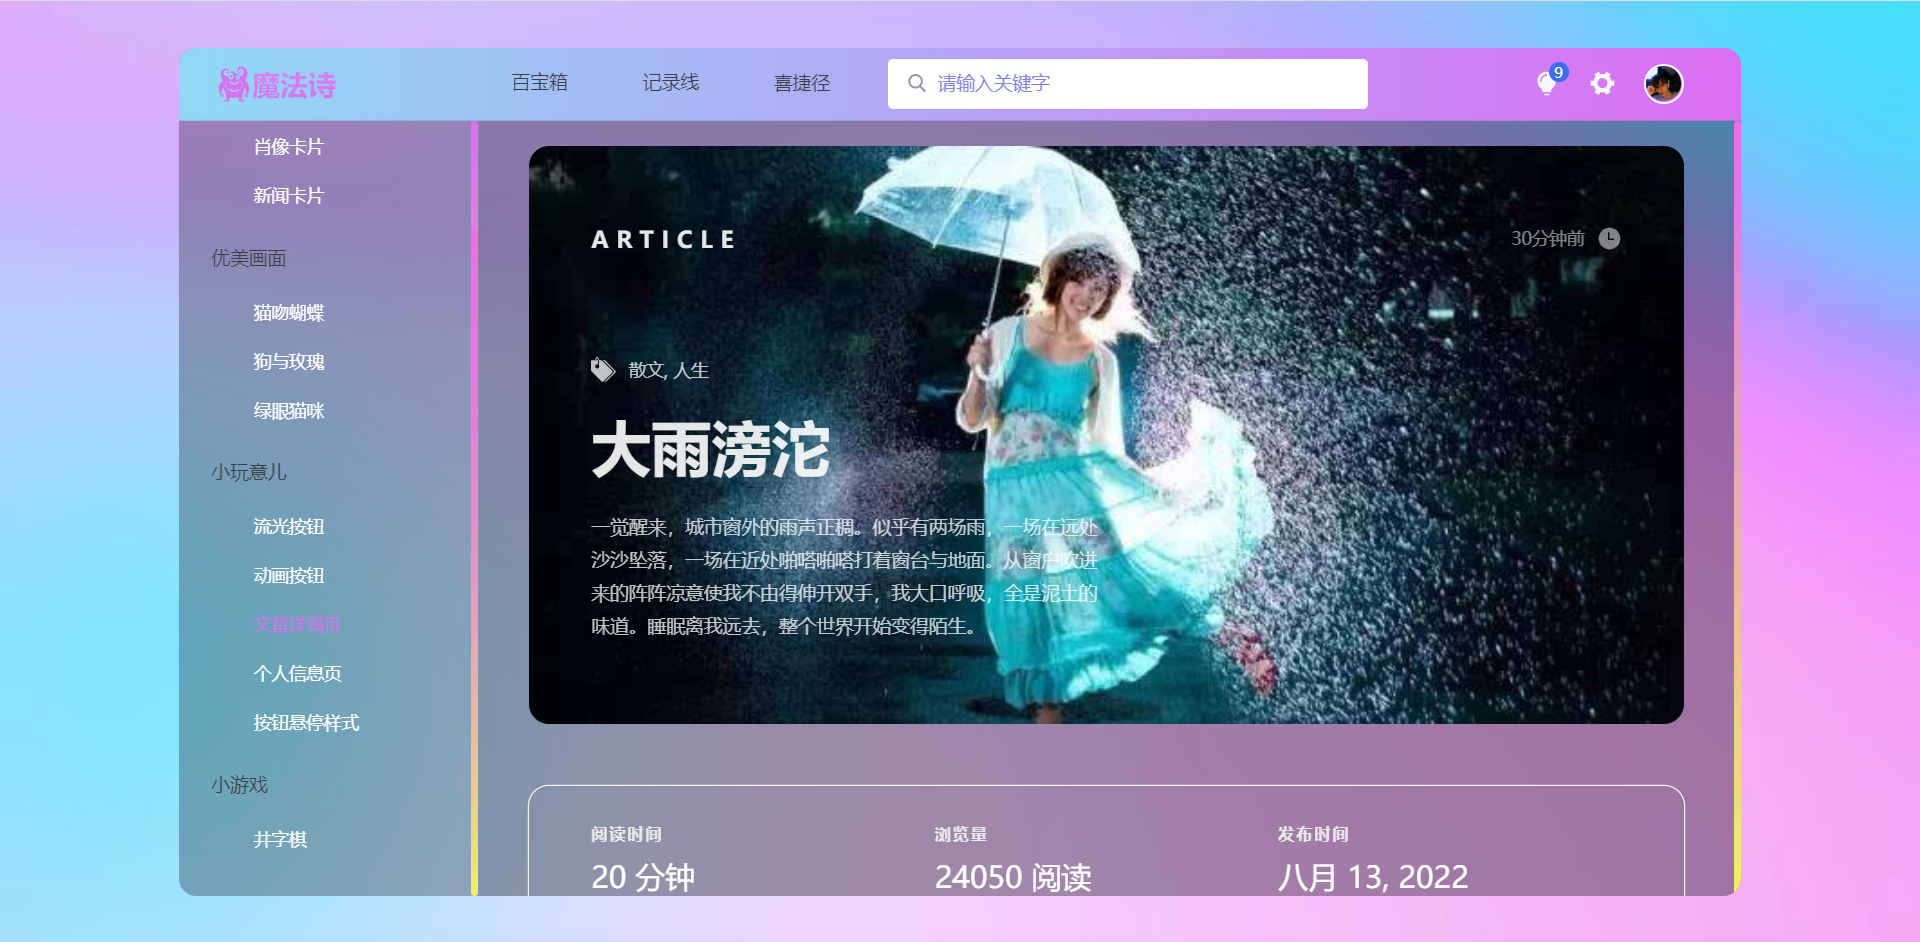 魔法诗
百宝箱
记录线
喜捷径
请输入关键字
9
肖像卡片
新闻卡片
优美画面
猫吻蝴蝶
狗与玫瑰
绿眼猫咪
小玩意儿
流光按钮
动画按钮
文章详情页
个人信息页
按钮悬停样式
小游戏
井字棋
ARTICLE
30分钟前
散文, 人生
大雨滂沱
一觉醒来，城市窗外的雨声正稠。似乎有两场雨，一场在远处
沙沙坠落，一场在近处啪嗒啪嗒打着窗台与地面。从窗户吹进
来的阵阵凉意使我不由得伸开双手，我大口呼吸，全是泥土的
味道。睡眠离我远去，整个世界开始变得陌生。
阅读时间
20 分钟
浏览量
24050 阅读
发布时间
八月 13, 2022